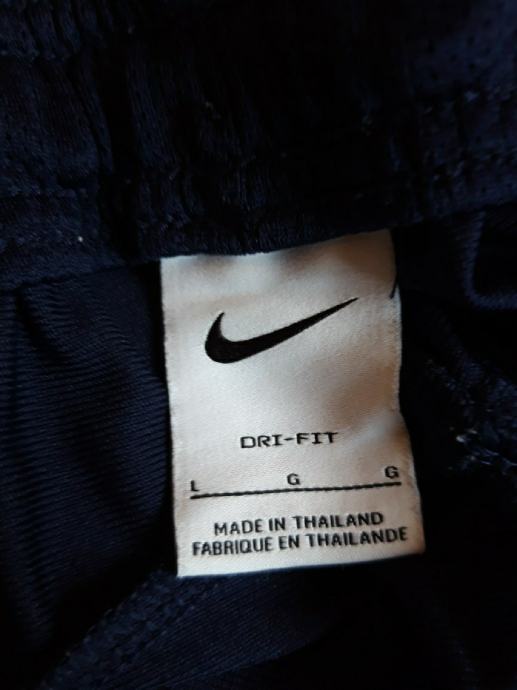 DRI-FIT
L G G
MADE IN THAILAND
FABRIQUE EN THAILANDE